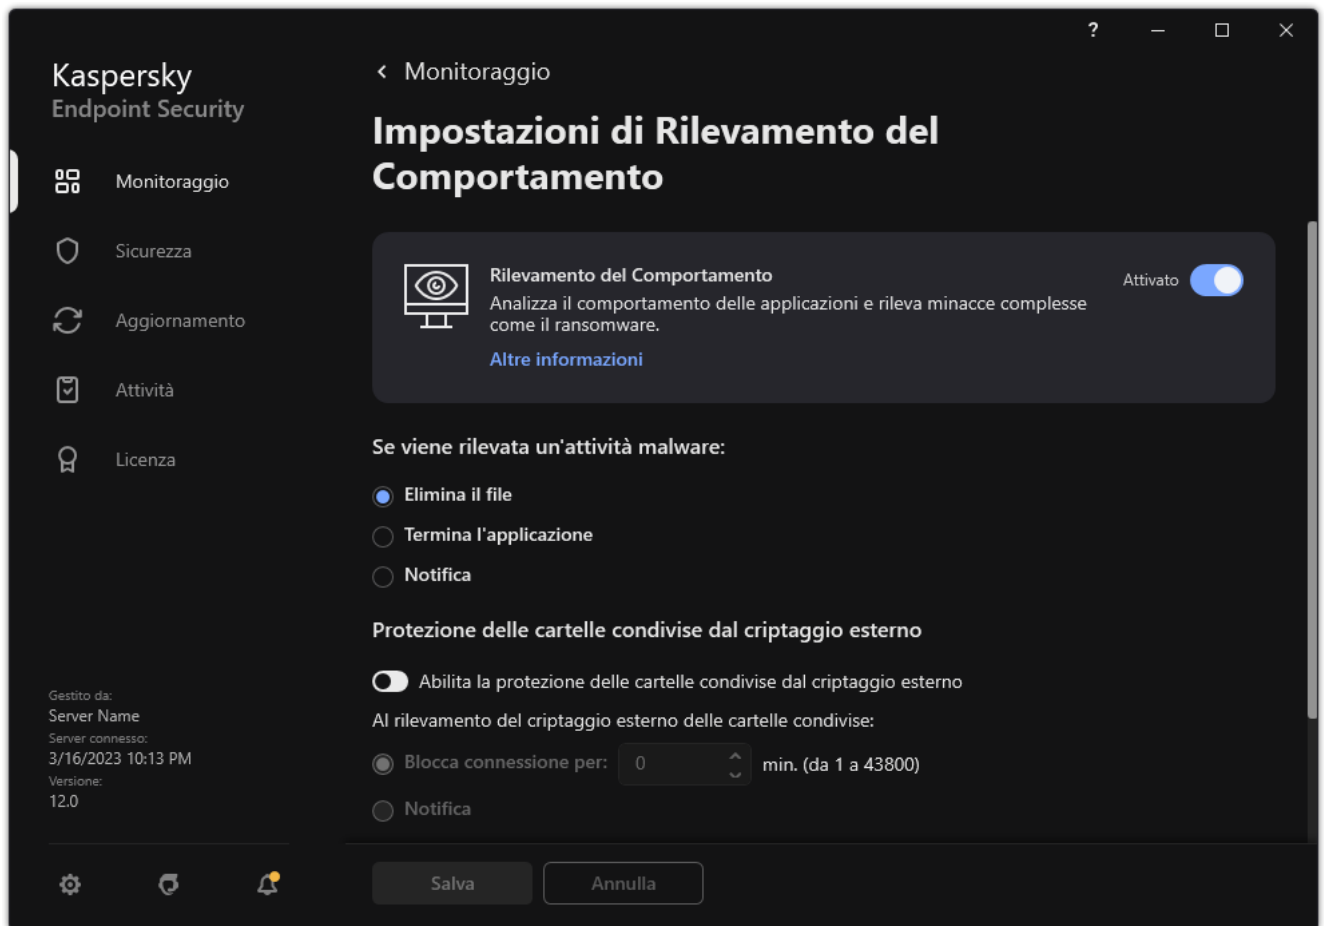 ?
Kaspersky
Endpoint Security
Monitoraggio
Sicurezza
Aggiornamento
Attività
Licenza
Gestito da:
Server Name
Server connesso:
3/16/2023 10:13 PM
Versione:
12.0
Monitoraggio
Impostazioni di Rilevamento del
Comportamento
Rilevamento del Comportamento
Analizza il comportamento delle applicazioni e rileva minacce complesse
come il ransomware.
Altre informazioni
Attivato
Se viene rilevata un'attività malware:
Elimina il file
Termina l'applicazione
Notifica
Protezione delle cartelle condivise dal criptaggio esterno
Abilita la protezione delle cartelle condivise dal criptaggio esterno
Al rilevamento del criptaggio esterno delle cartelle condivise:
Blocca connessione per: 0 min. (da 1 a 43800)
Notifica
Salva Annulla